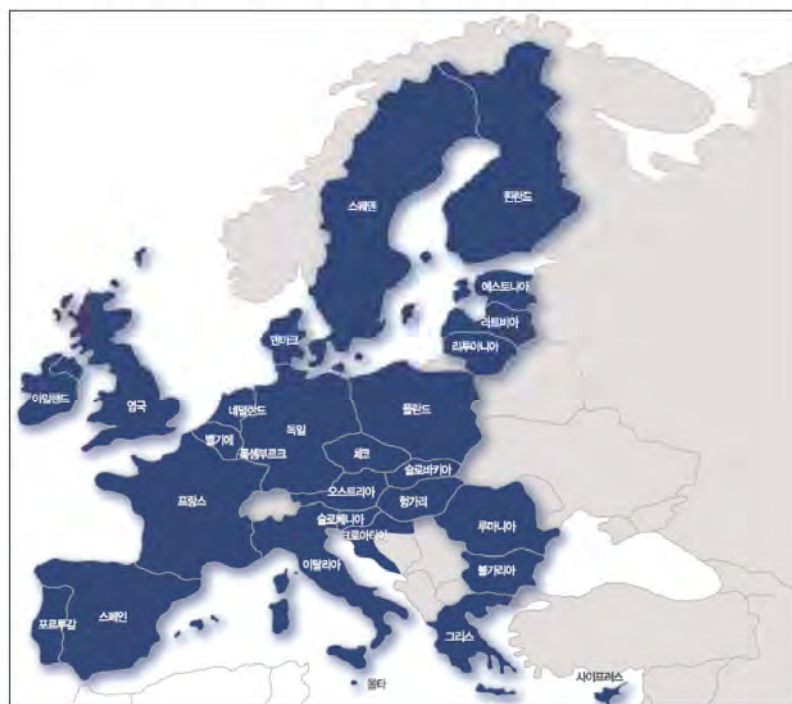 스웨덴
핀란드
에스토니아
라트비아
리투아니아
덴마크
아일랜드
영국
네덜란드
독일
폴란드
벨기에
룩셈부르크
체코
슬로바키아
프랑스
오스트리아
헝가리
슬로베니아
크로아티아
루마니아
이탈리아
불가리아
포르투갈
스페인
그리스
몰타
사이프러스